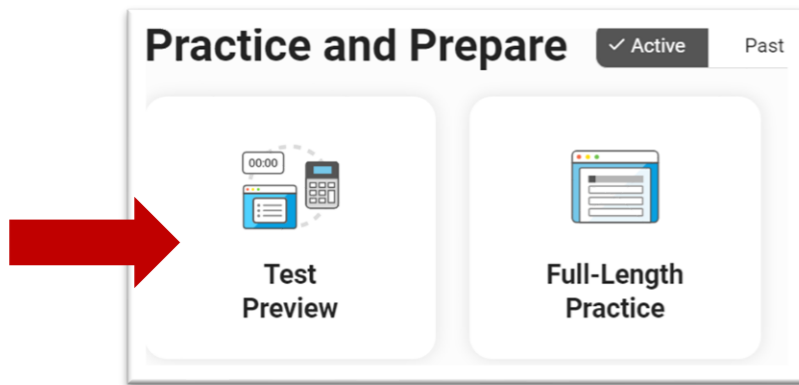 Practice and Prepare
✓ Active
Past
00:00
Test
Preview
Full-Length
Practice